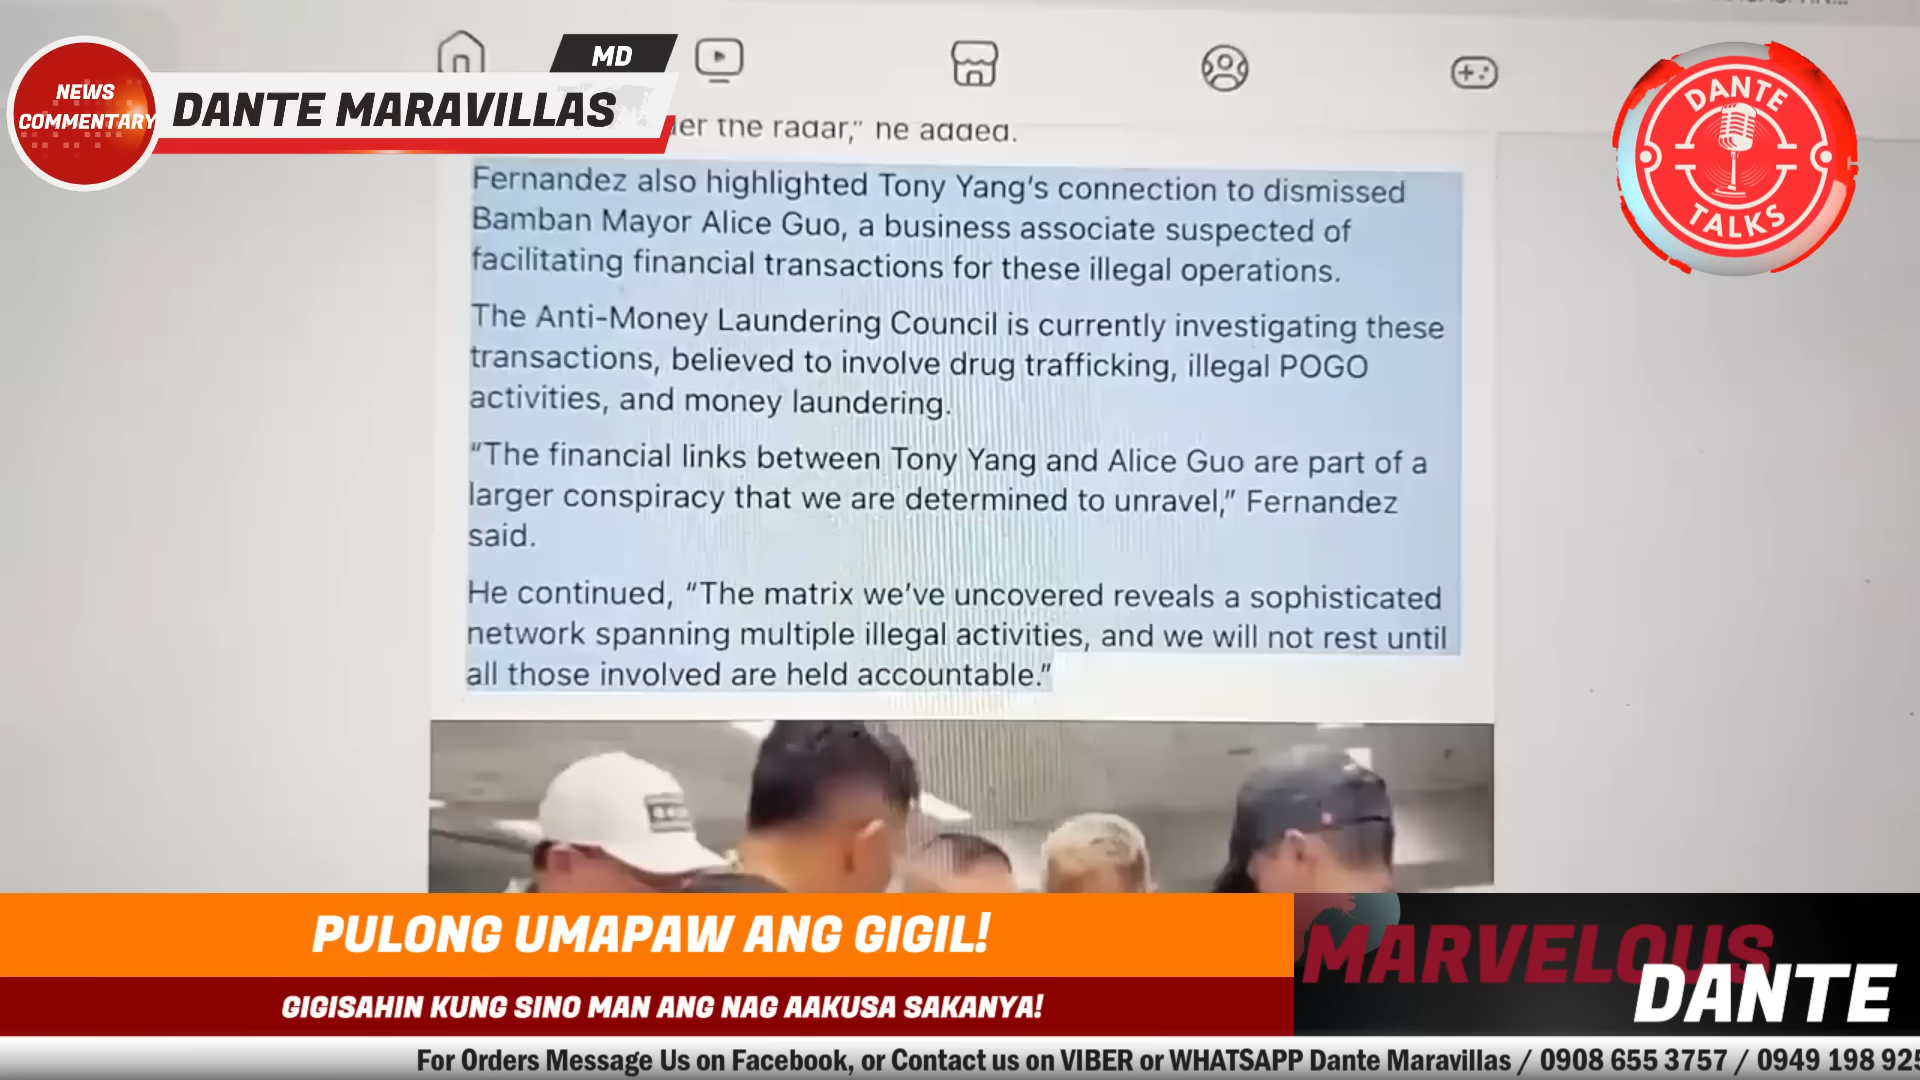 MD
NEWS
COMMENTARY
DANTE MARAVILLAS
DANTE
TALKS
the radar," he added.
Fernandez also highlighted Tony Yang's connection to dismissed
Bamban Mayor Alice Guo, a business associate suspected of
facilitating financial transactions for these illegal operations.
The Anti-Money Laundering Council is currently investigating these
transactions, believed to involve drug trafficking, illegal POGO
activities, and money laundering.
"The financial links between Tony Yang and Alice Guo are part of a
larger conspiracy that we are determined to unravel," Fernandez
said.
He continued, "The matrix we've uncovered reveals a sophisticated
network spanning multiple illegal activities, and we will not rest until
all those involved are held accountable."
PULONG UMAPAW ANG GIGIL!
GIGISAHIN KUNG SINO MAN ANG NAG AAKUSA SAKANYA!
MARVELOUS
DANTE
For Orders Message Us on Facebook, or Contact us on VIBER or WHATSAPP Dante Maravillas / 0908 655 3757 / 0949 198 925